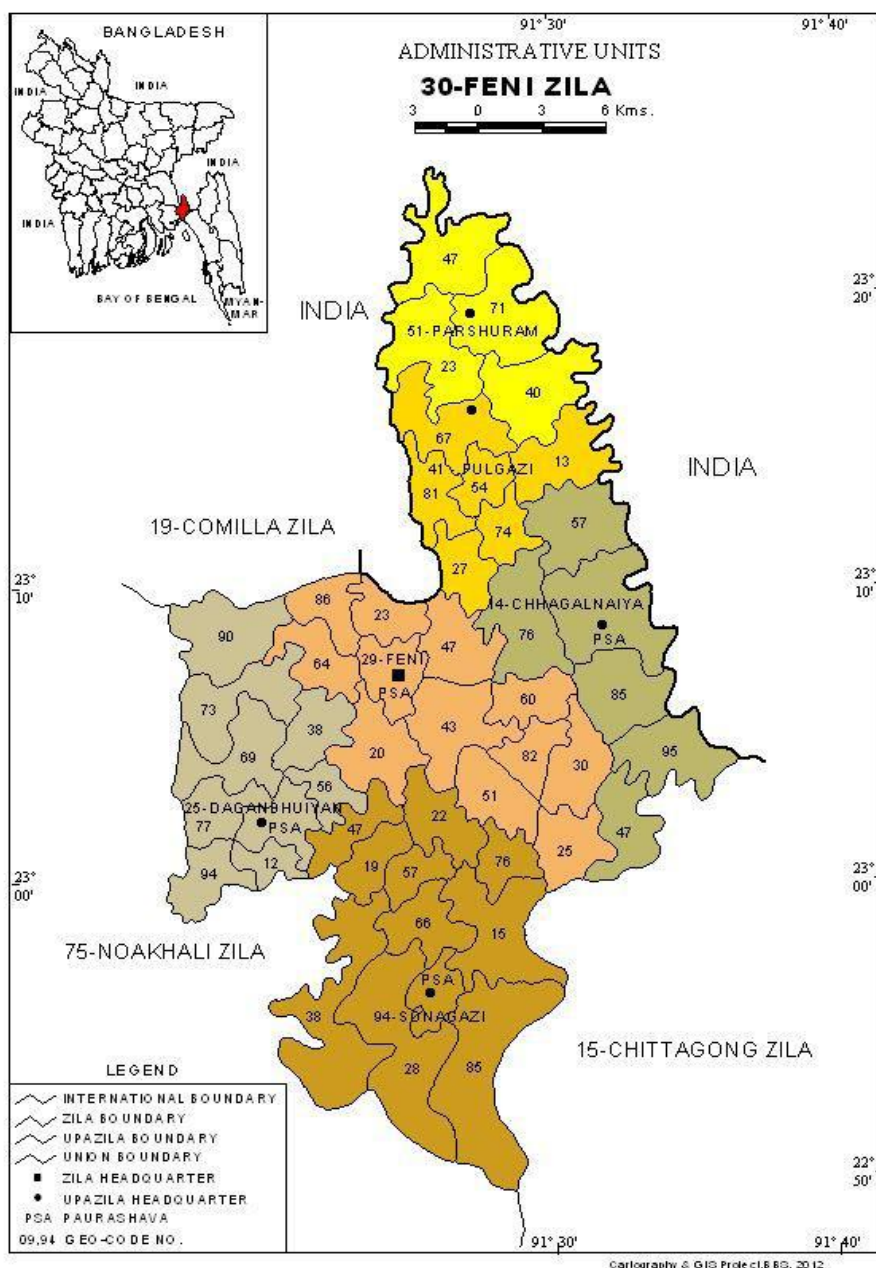 91° 30'
91° 40'
BANGLADESH
INDIA
INDIA
INDIA
INDIA
INDIA
BAY OF BENGAL
MYAN-
MAR
ADMINISTRATIVE UNITS
30-FENI ZILA
3 0 3 6 Kms.
23°
20'
INDIA
47
71
51-PARSHURAM
23
40
67
41-PULGAZI
13
INDIA
81
54
74
57
27
19-COMILLA ZILA
23°
10'
23°
10'
86
23
47
14-CHHAGALNAIYA
PSA
76
90
64
29-FENI
PSA
60
85
73
38
43
69
20
82
30
95
56
51
25-DAGANBHUIYAN
PSA
77
47
22
47
12
19
57
76
25
94
23°
00'
23°
00'
66
15
75-NOAKHALI ZILA
PSA
38
94-SONAGAZI
28
85
15-CHITTAGONG ZILA
LEGEND
INTERNATIONAL BOUNDARY
ZILA BOUNDARY
UPAZILA BOUNDARY
UNION BOUNDARY
ZILA HEADQUARTER
UPAZILA HEADQUARTER
PSA PAURASHAVA
09,94 GEO-CODE NO.
22°
50'
91° 30'
91° 40'
Cartography & GIS Project,BBS, 2012